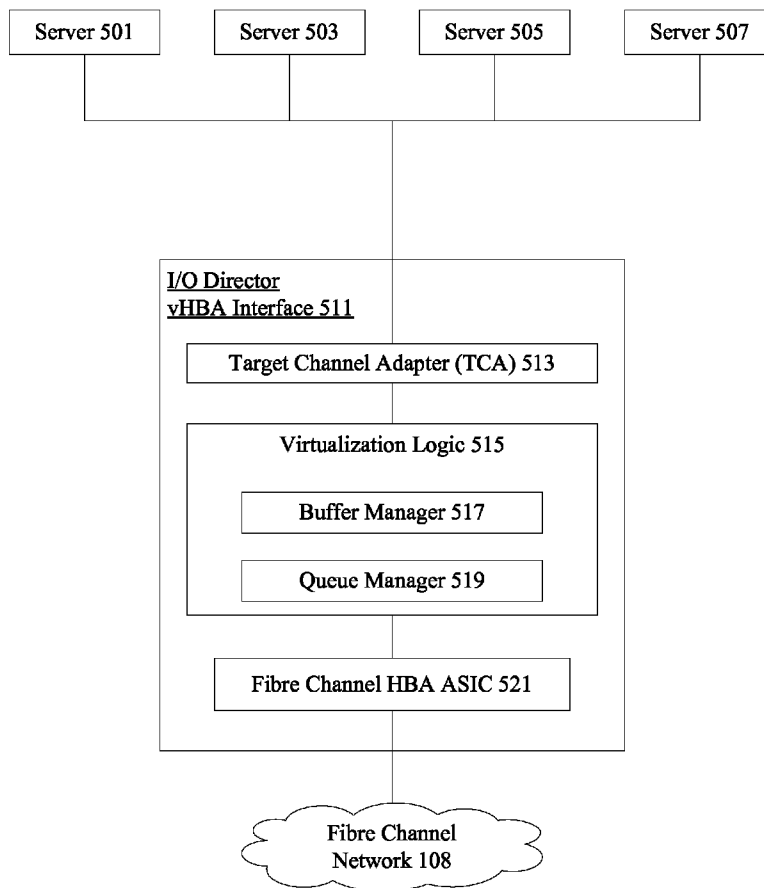 Server 501
Server 503
Server 505
Server 507
I/O Director
vHBA Interface 511
Target Channel Adapter (TCA) 513
Virtualization Logic 515
Buffer Manager 517
Queue Manager 519
Fibre Channel HBA ASIC 521
Fibre Channel
Network 108